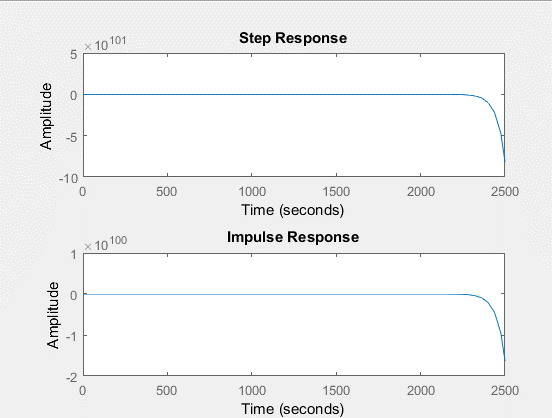 Step Response
×10^101
5
0
-5
-10
Amplitude
0 500 1000 1500 2000 2500
Time (seconds)
Impulse Response
×10^100
1
0
-1
-2
Amplitude
0 500 1000 1500 2000 2500
Time (seconds)